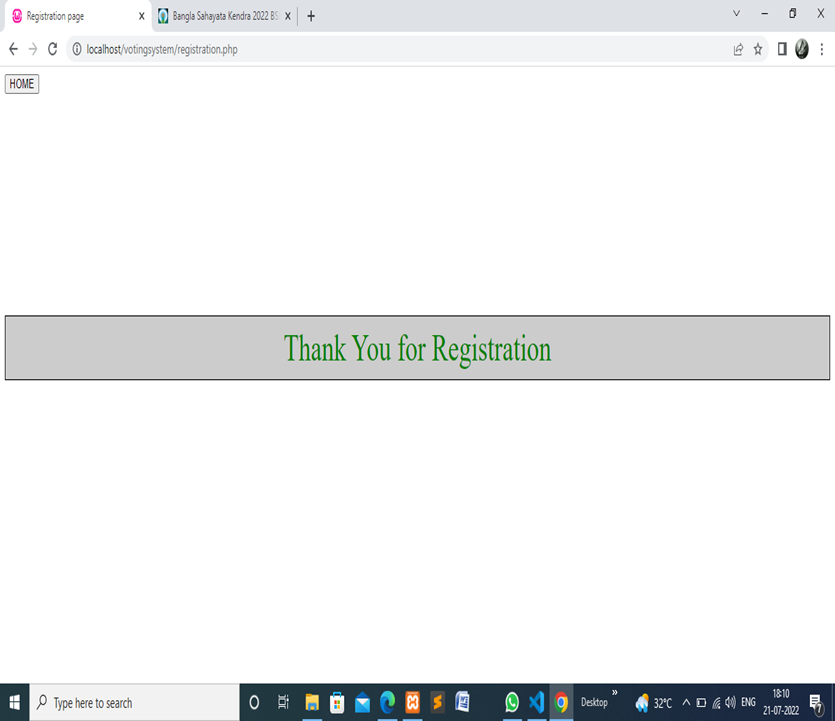 Registration page
Bangla Sahayata Kendra 2022 BS
localhost/votingsystem/registration.php
HOME
Thank You for Registration
Type here to search
Desktop
32°C
ENG
18:10
21-07-2022
7